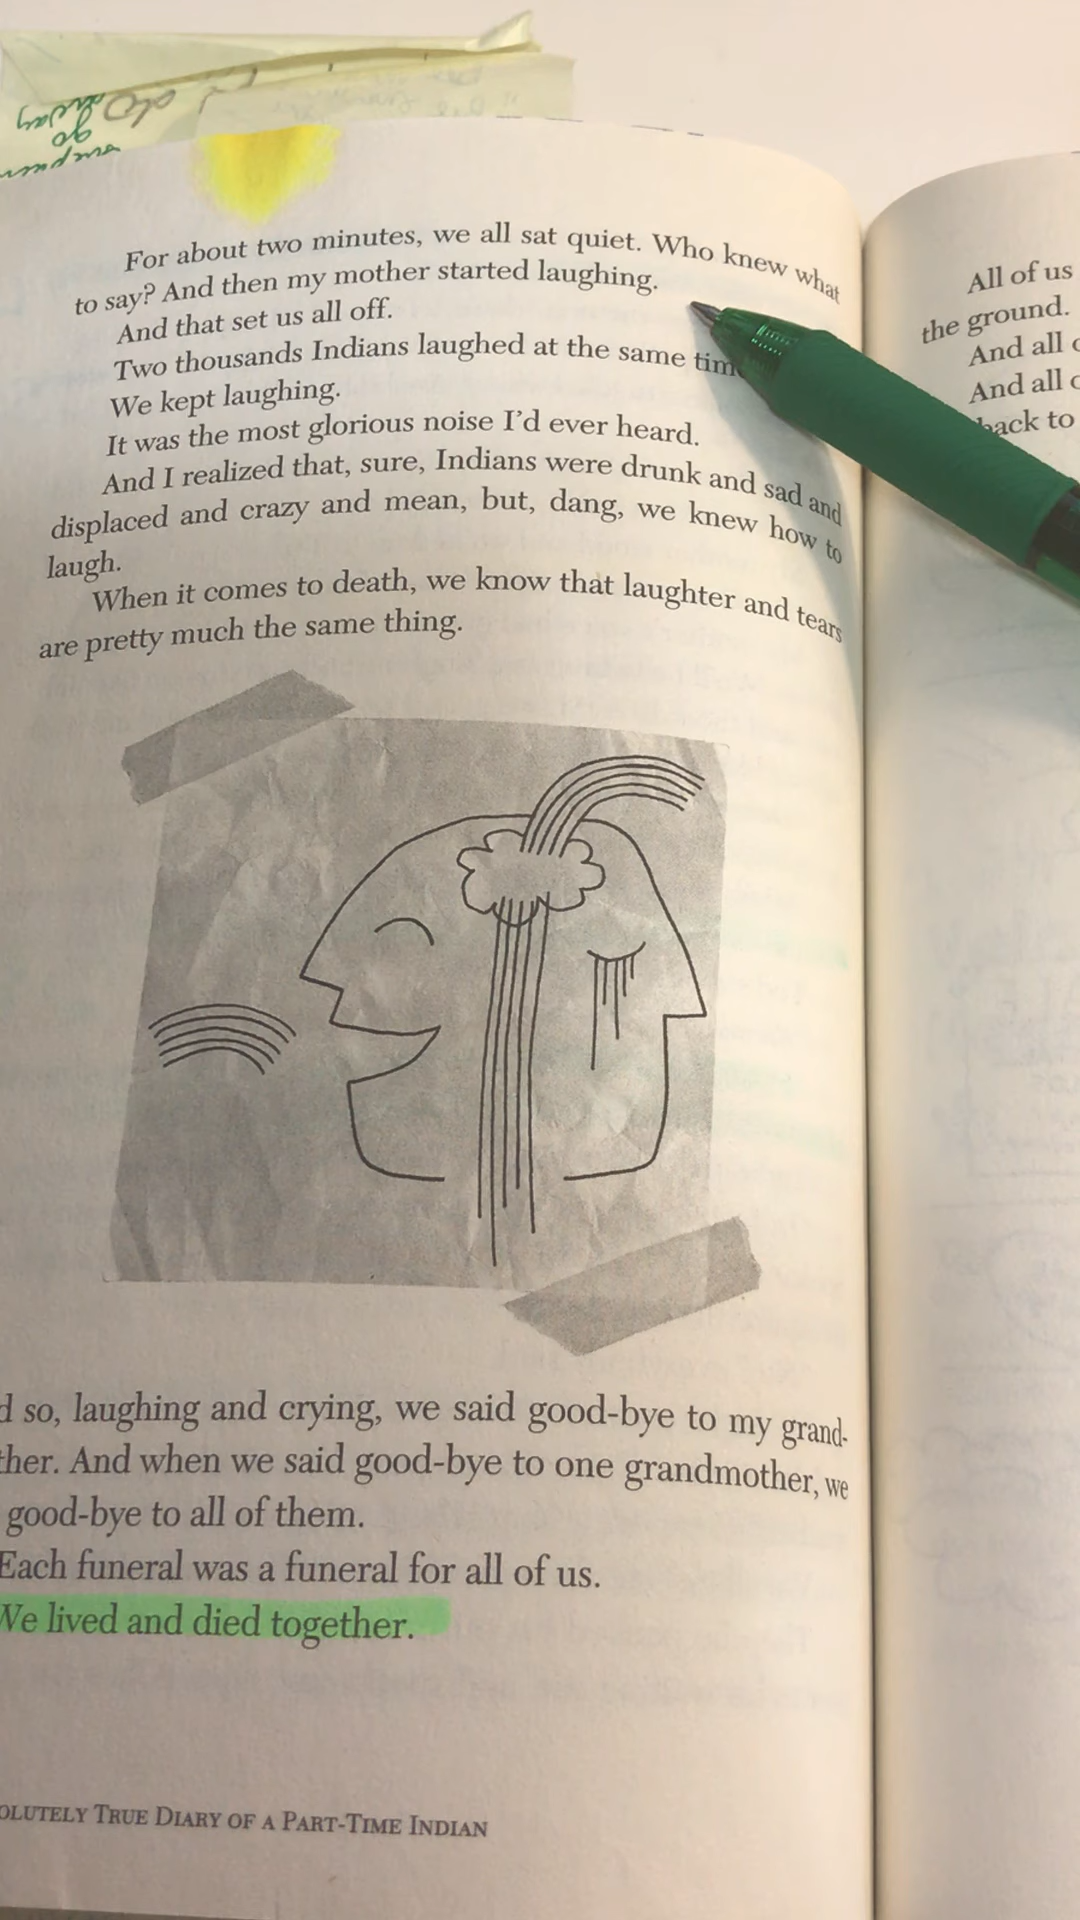 go
away
For about two minutes, we all sat quiet. Who knew what
to say? And then my mother started laughing.
And that set us all off.
Two thousands Indians laughed at the same tim
We kept laughing.
It was the most glorious noise I'd ever heard.
And I realized that, sure, Indians were drunk and sad and
displaced and crazy and mean, but, dang, we knew how to
laugh.
When it comes to death, we know that laughter and tears
are pretty much the same thing.
d so, laughing and crying, we said good-bye to my grand-
ther. And when we said good-bye to one grandmother, we
good-bye to all of them.
Each funeral was a funeral for all of us.
We lived and died together.
OLUTELY TRUE DIARY OF A PART-TIME INDIAN
All of us
the ground.
And all
And all
back to